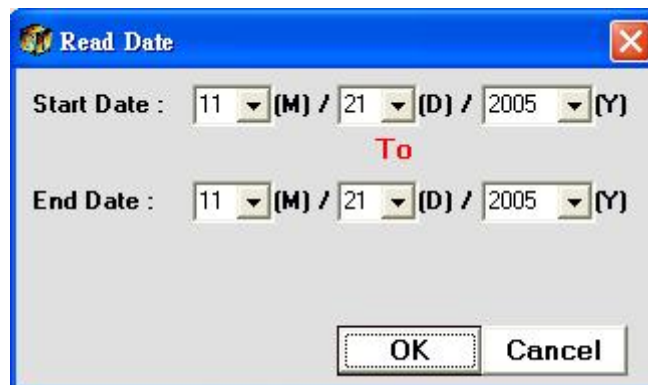 Read Date
Start Date : 11 (M) / 21 (D) / 2005 (Y)
To
End Date : 11 (M) / 21 (D) / 2005 (Y)
OK Cancel